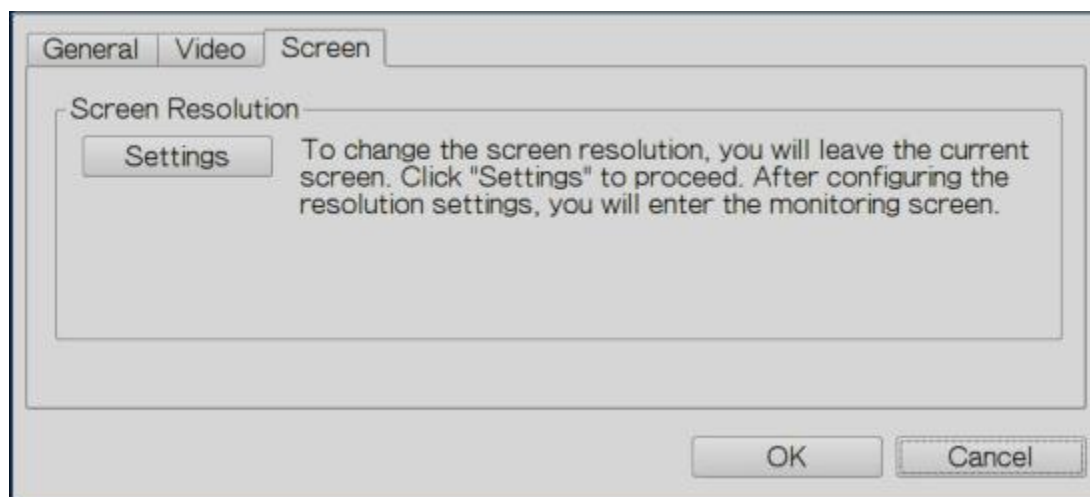 General Video Screen
Screen Resolution
Settings
To change the screen resolution, you will leave the current
screen. Click "Settings" to proceed. After configuring the
resolution settings, you will enter the monitoring screen.
OK Cancel